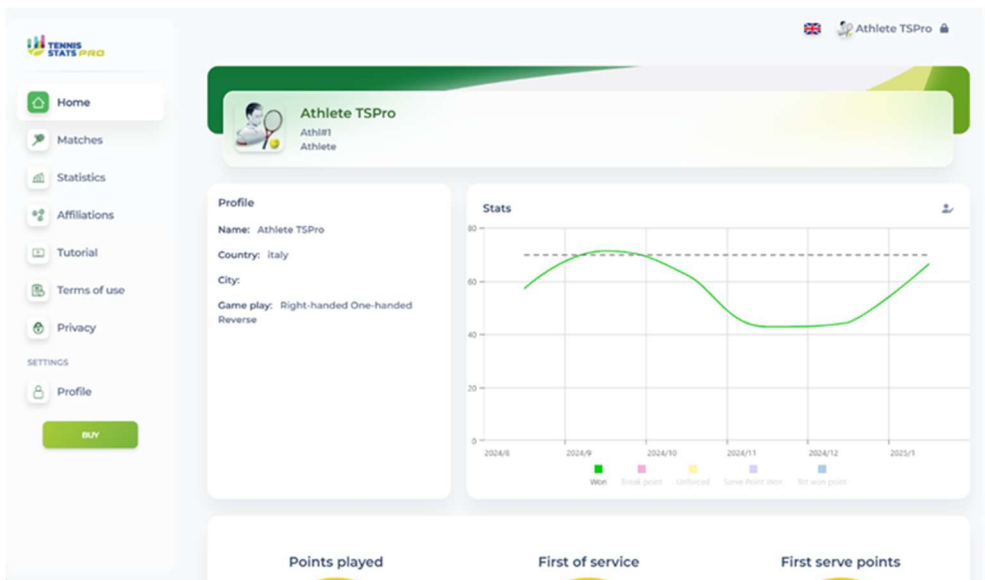 TENNIS
STATS PRO
Athlete TSPro
Home
Matches
Statistics
Affiliations
Tutorial
Terms of use
Privacy
SETTINGS
Profile
BUY
Athlete TSPro
Athl#1
Athlete
Profile
Name: Athlete TSPro
Country: italy
City:
Game play: Right-handed One-handed
Reverse
Stats
80
60
40
20
0
2024/8 2024/9 2024/10 2024/11 2024/12 2025/1
Won Break point Unforced Serve Point won Tot won point
Points played First of service First serve points